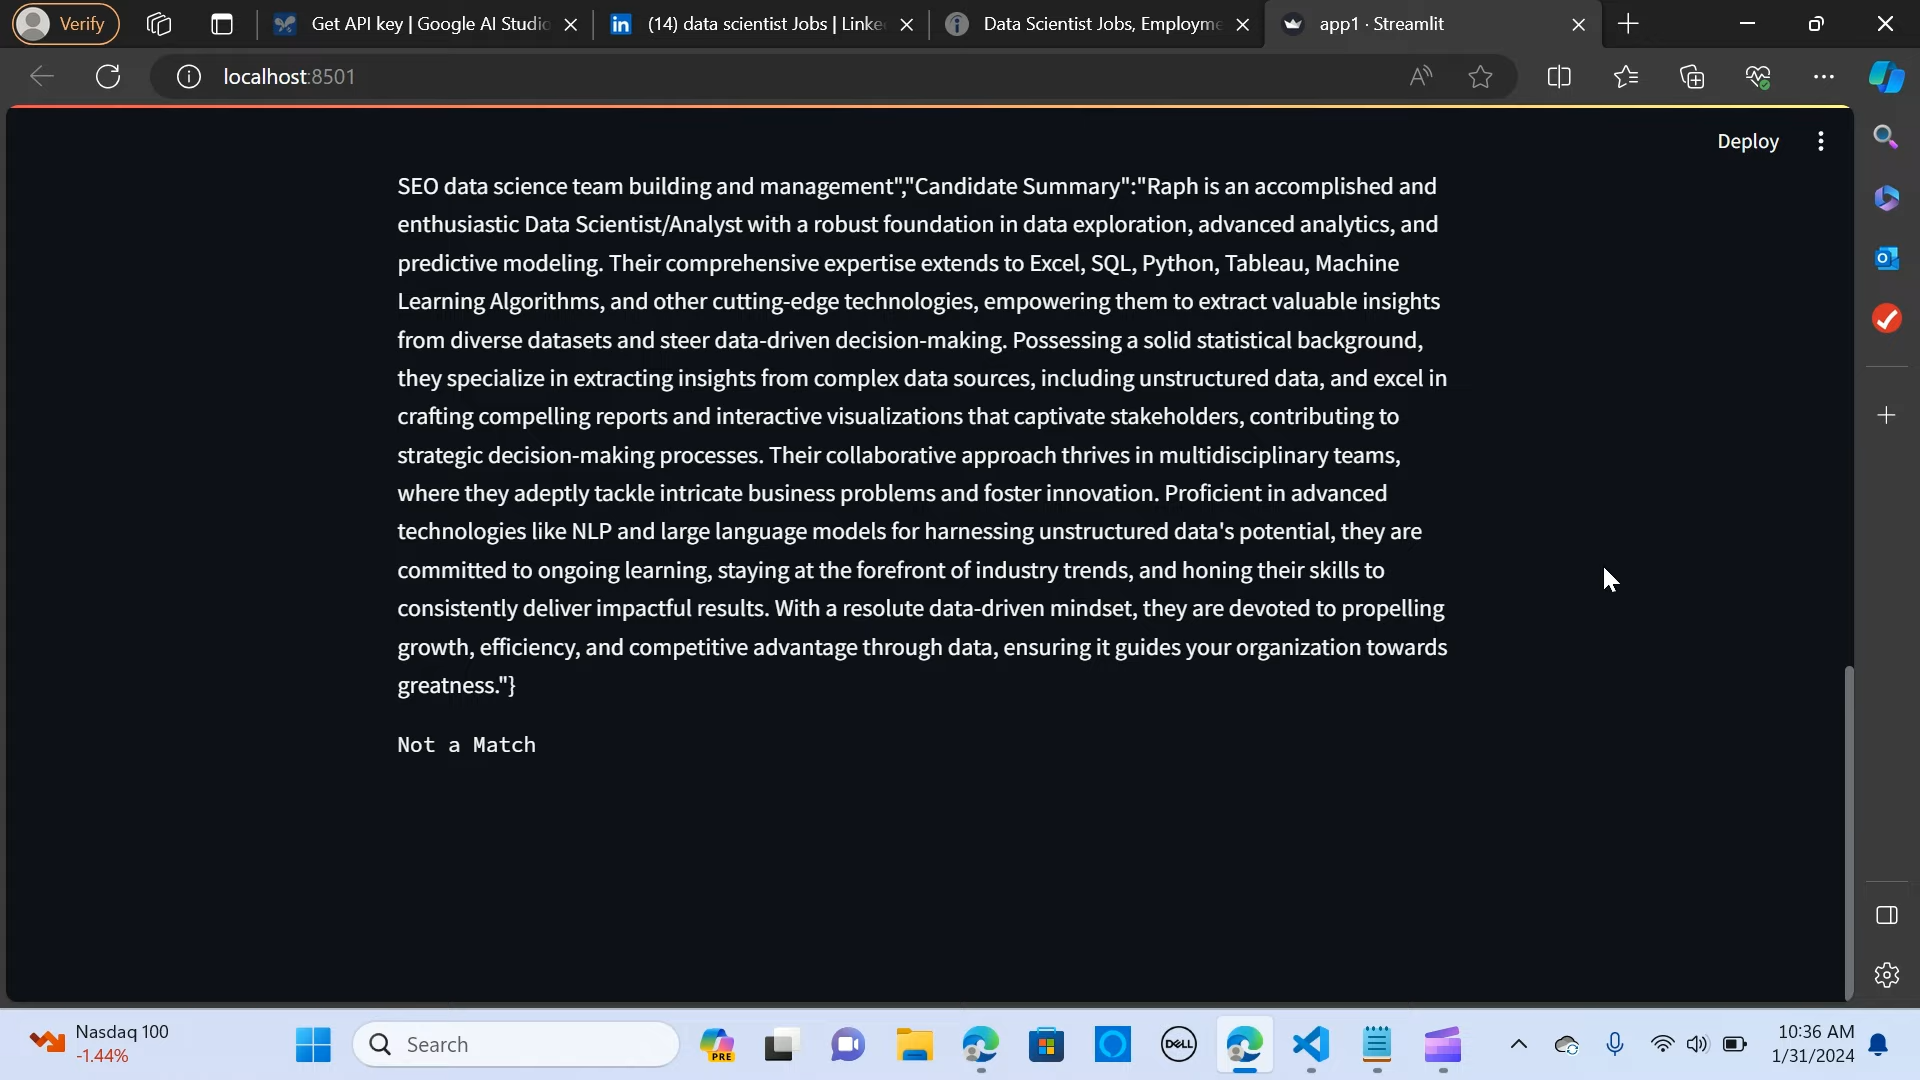 Verify
Get API key | Google AI Studio
(14) data scientist Jobs | Linke
Data Scientist Jobs, Employme
app1 · Streamlit
localhost:8501
Deploy
SEO data science team building and management"","Candidate Summary":"Raph is an accomplished and
enthusiastic Data Scientist/Analyst with a robust foundation in data exploration, advanced analytics, and
predictive modeling. Their comprehensive expertise extends to Excel, SQL, Python, Tableau, Machine
Learning Algorithms, and other cutting-edge technologies, empowering them to extract valuable insights
from diverse datasets and steer data-driven decision-making. Possessing a solid statistical background,
they specialize in extracting insights from complex data sources, including unstructured data, and excel in
crafting compelling reports and interactive visualizations that captivate stakeholders, contributing to
strategic decision-making processes. Their collaborative approach thrives in multidisciplinary teams,
where they adeptly tackle intricate business problems and foster innovation. Proficient in advanced
technologies like NLP and large language models for harnessing unstructured data's potential, they are
committed to ongoing learning, staying at the forefront of industry trends, and honing their skills to
consistently deliver impactful results. With a resolute data-driven mindset, they are devoted to propelling
growth, efficiency, and competitive advantage through data, ensuring it guides your organization towards
greatness."}
Not a Match
Nasdaq 100
-1.44%
Search
PRE
DELL
10:36 AM
1/31/2024